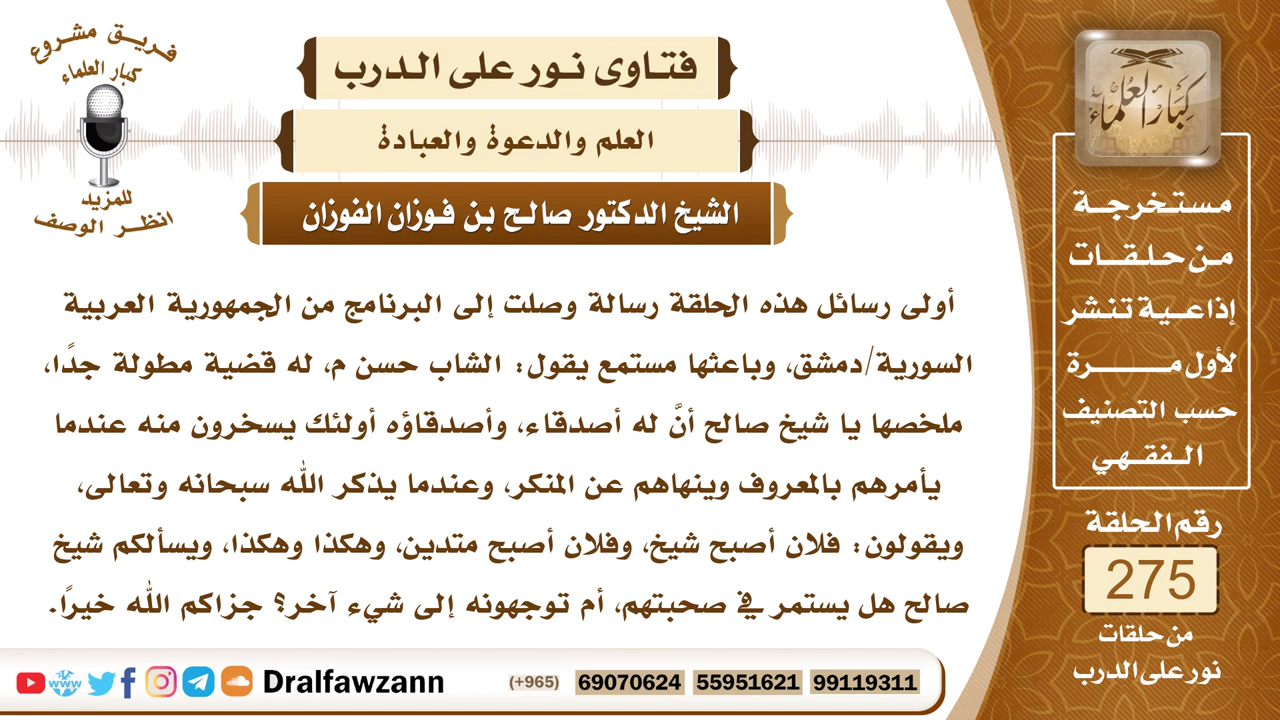 فريق مشروع
كبار العلماء
للمزيد
انظر الوصف
فتاوى نور على الدرب
العلم والدعوة والعبادة
الشيخ الدكتور صالح بن فوزان الفوزان
أولى رسائل هذه الحلقة رسالة وصلت إلى البرنامج من الجمهورية العربية
السورية/دمشق، وباعثها مستمع يقول: الشاب حسن م، له قضية مطولة جدًا،
ملخصها يا شيخ صالح أنَّ له أصدقاء، وأصدقاؤه أولئك يسخرون منه عندما
يأمرهم بالمعروف وينهاهم عن المنكر، وعندما يذكر الله سبحانه وتعالى،
ويقولون: فلان أصبح شيخ، وفلان أصبح متدين، وهكذا وهكذا، ويسألكم شيخ
صالح هل يستمر في صحبتهم، أم توجهونه إلى شيء آخر؟ جزاكم الله خيرًا.
كبار العلماء
مستخرجة
من حلقات
إذاعية تنشر
لأول مرة
حسب التصنيف
الفقهي
رقم الحلقة
275
من حلقات
نور على الدرب
www Dralfawzann (+965) 69070624 55951621 99119311